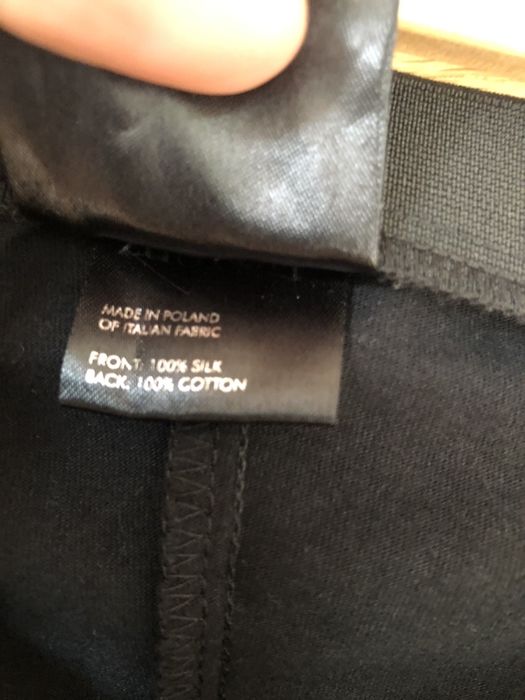 MADE IN POLAND
OF ITALIAN FABRIC
FRONT: 100% SILK
BACK: 100% COTTON